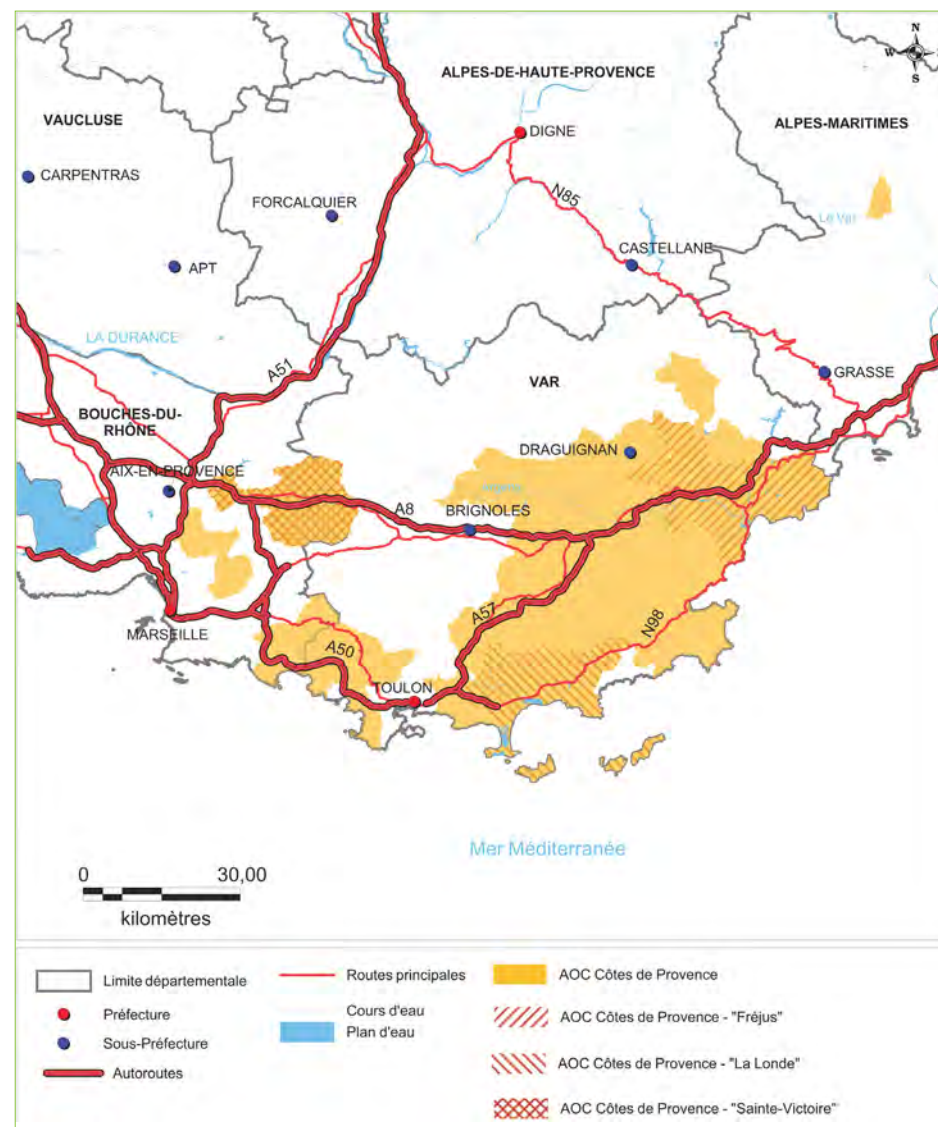 N
W
S
ALPES-DE-HAUTE-PROVENCE
VAUCLUSE
DIGNE
ALPES-MARITIMES
CARPENTRAS
FORCALQUIER
N85
Le Var
CASTELLANE
APT
LA DURANCE
A51
VAR
GRASSE
BOUCHES-DU-
RHÔNE
DRAGUIGNAN
AIX-EN-PROVENCE
A8
BRIGNOLES
MARSEILLE
A57
N98
A50
TOULON
Mer Méditerranée
0 30,00
kilomètres
Limite départementale
Préfecture
Sous-Préfecture
Autoroutes
Routes principales
Cours d'eau
Plan d'eau
AOC Côtes de Provence
AOC Côtes de Provence - "Fréjus"
AOC Côtes de Provence - "La Londe"
AOC Côtes de Provence - "Sainte-Victoire"